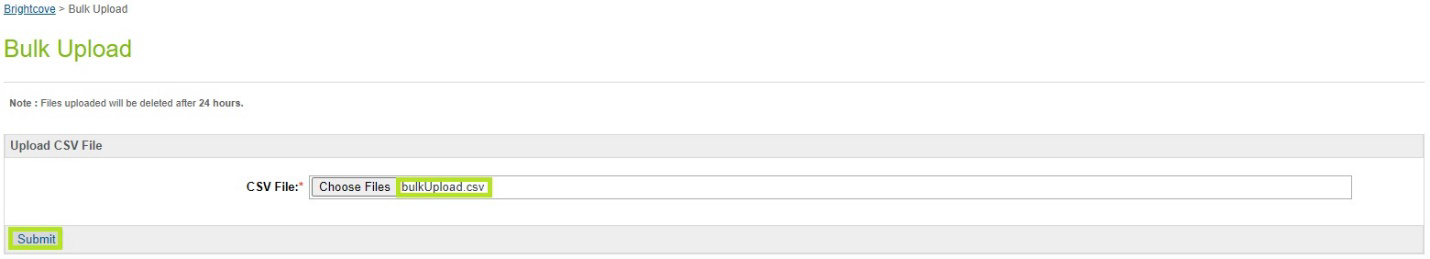 Brightcove > Bulk Upload
Bulk Upload
Note : Files uploaded will be deleted after 24 hours.
Upload CSV File
CSV File:* Choose Files bulkUpload.csv
Submit